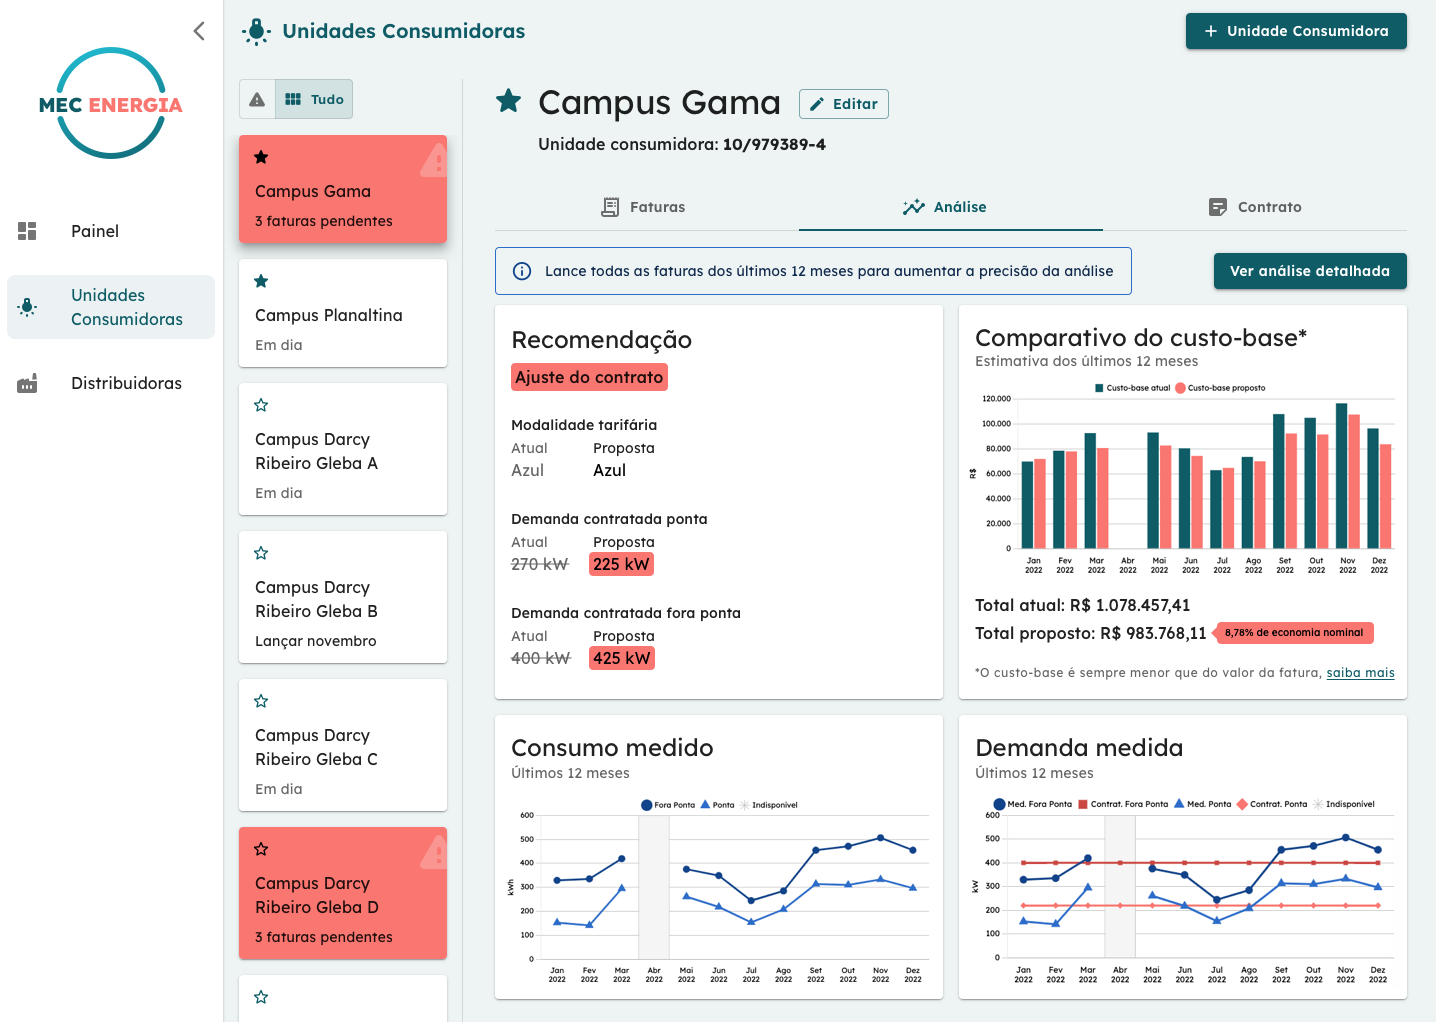 MEC ENERGIA
Painel
Unidades
Consumidoras
Distribuidoras
Unidades Consumidoras
+ Unidade Consumidora
Tudo
Campus Gama
3 faturas pendentes
Campus Planaltina
Em dia
Campus Darcy
Ribeiro Gleba A
Em dia
Campus Darcy
Ribeiro Gleba B
Lançar novembro
Campus Darcy
Ribeiro Gleba C
Em dia
Campus Darcy
Ribeiro Gleba D
3 faturas pendentes
Campus Gama
Editar
Unidade consumidora: 10/979389-4
Faturas
Análise
Contrato
Lance todas as faturas dos últimos 12 meses para aumentar a precisão da análise
Ver análise detalhada
Recomendação
Ajuste do contrato
Modalidade tarifária
Atual Proposta
Azul Azul
Demanda contratada ponta
Atual Proposta
270 kW 225 kW
Demanda contratada fora ponta
Atual Proposta
400 kW 425 kW
Comparativo do custo-base*
Estimativa dos últimos 12 meses
Custo-base atual Custo-base proposto
120.000
100.000
80.000
60.000
40.000
20.000
0
R$
Jan Fev Mar Abr Mai Jun Jul Ago Set Out Nov Dez
2022 2022 2022 2022 2022 2022 2022 2022 2022 2022 2022 2022
Total atual: R$ 1.078.457,41
Total proposto: R$ 983.768,11
8,78% de economia nominal
*O custo-base é sempre menor que do valor da fatura, saiba mais
Consumo medido
Últimos 12 meses
Fora Ponta Ponta Indisponível
600
500
400
300
200
100
0
kWh
Jan Fev Mar Abr Mai Jun Jul Ago Set Out Nov Dez
2022 2022 2022 2022 2022 2022 2022 2022 2022 2022 2022 2022
Demanda medida
Últimos 12 meses
Med. Fora Ponta Contrat. Fora Ponta Med. Ponta Contrat. Ponta Indisponível
600
500
400
300
200
100
0
kW
Jan Fev Mar Abr Mai Jun Jul Ago Set Out Nov Dez
2022 2022 2022 2022 2022 2022 2022 2022 2022 2022 2022 2022